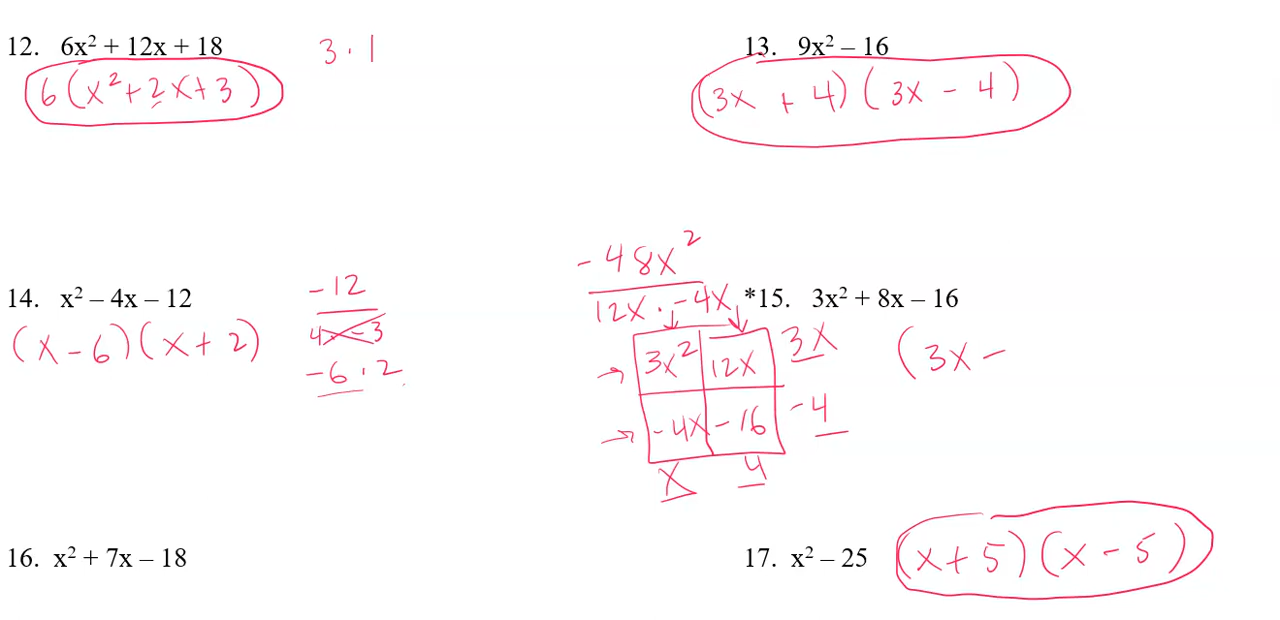 12. 6x² + 12x + 18
3 · 1
6(x² + 2x + 3)
13. 9x² – 16
(3x + 4)(3x – 4)
14. x² – 4x – 12
-12
4x-3
-6 · 2
(x – 6)(x + 2)
-48x²
12x · -4x
*15. 3x² + 8x – 16
3x² 12x 3x
-4x -16 -4
x 4
(3x –
16. x² + 7x – 18
17. x² – 25
(x + 5)(x – 5)